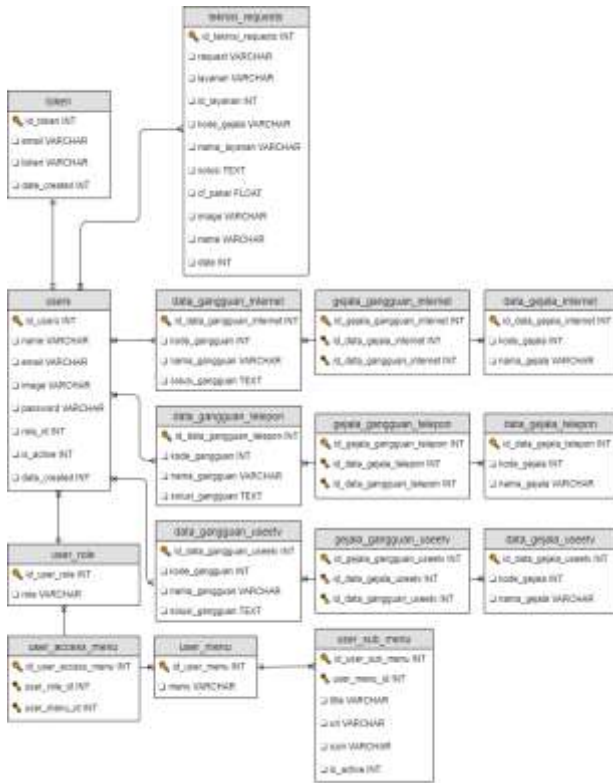 teknisi_requests
id_teknisi_requests INT
request VARCHAR
layanan VARCHAR
id_layanan INT
kode_gejala VARCHAR
nama_layanan VARCHAR
solusi TEXT
cf_pakar FLOAT
image VARCHAR
name VARCHAR
date INT
token
id_token INT
email VARCHAR
token VARCHAR
date_created INT
users
id_users INT
name VARCHAR
email VARCHAR
image VARCHAR
password VARCHAR
role_id INT
is_active INT
data_created INT
data_gangguan_internet
id_data_gangguan_internet INT
kode_gangguan INT
nama_gangguan VARCHAR
solusi_gangguan TEXT
gejala_gangguan_internet
id_gejala_gangguan_internet INT
id_data_gejala_internet INT
id_data_gangguan_internet INT
data_gejala_internet
id_data_gejala_internet INT
kode_gejala INT
nama_gejala VARCHAR
data_gangguan_telepon
id_data_gangguan_telepon INT
kode_gangguan INT
nama_gangguan VARCHAR
solusi_gangguan TEXT
gejala_gangguan_telepon
id_gejala_gangguan_telepon INT
id_data_gejala_telepon INT
id_data_gangguan_telepon INT
data_gejala_telepon
id_data_gejala_telepon INT
kode_gejala INT
nama_gejala VARCHAR
data_gangguan_useetv
id_data_gangguan_useetv INT
kode_gangguan INT
nama_gangguan VARCHAR
solusi_gangguan TEXT
gejala_gangguan_useetv
id_gejala_gangguan_useetv INT
id_data_gejala_useetv INT
id_data_gangguan_useetv INT
data_gejala_useetv
id_data_gejala_useetv INT
kode_gejala INT
nama_gejala VARCHAR
user_role
id_user_role INT
role VARCHAR
user_access_menu
id_user_access_menu INT
user_role_id INT
user_menu_id INT
user_menu
id_user_menu INT
menu VARCHAR
user_sub_menu
id_user_sub_menu INT
user_menu_id INT
title VARCHAR
url VARCHAR
icon VARCHAR
is_active INT